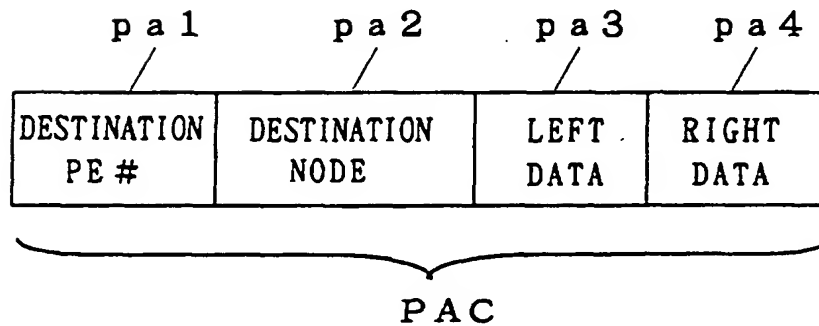 pa1 pa2 pa3 pa4
DESTINATION PE# DESTINATION NODE LEFT DATA RIGHT DATA
PAC